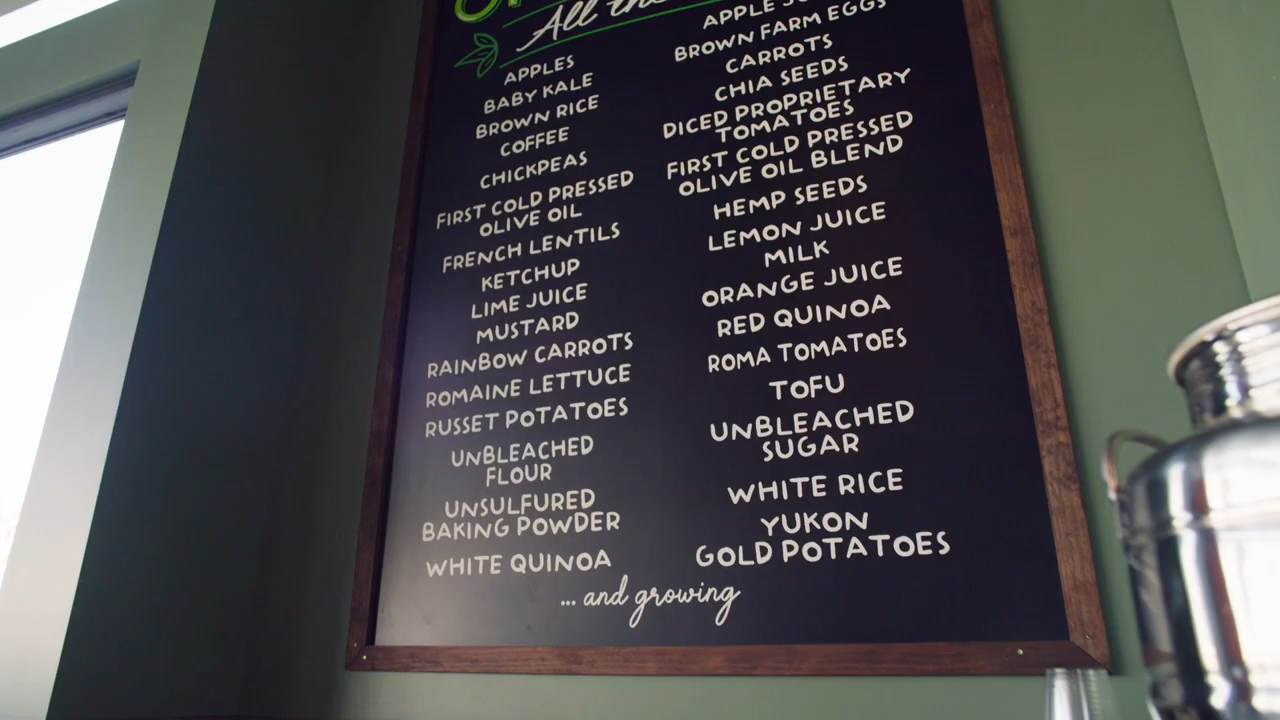 All the
APPLES
BABY KALE
BROWN RICE
COFFEE
CHICKPEAS
FIRST COLD PRESSED
OLIVE OIL
FRENCH LENTILS
KETCHUP
LIME JUICE
MUSTARD
RAINBOW CARROTS
ROMAINE LETTUCE
RUSSET POTATOES
UNBLEACHED
FLOUR
UNSULFURED
BAKING POWDER
WHITE QUINOA
APPLE
BROWN FARM EGGS
CARROTS
CHIA SEEDS
DICED PROPRIETARY
TOMATOES
FIRST COLD PRESSED
OLIVE OIL BLEND
HEMP SEEDS
LEMON JUICE
MILK
ORANGE JUICE
RED QUINOA
ROMA TOMATOES
TOFU
UNBLEACHED
SUGAR
WHITE RICE
YUKON
GOLD POTATOES
... and growing